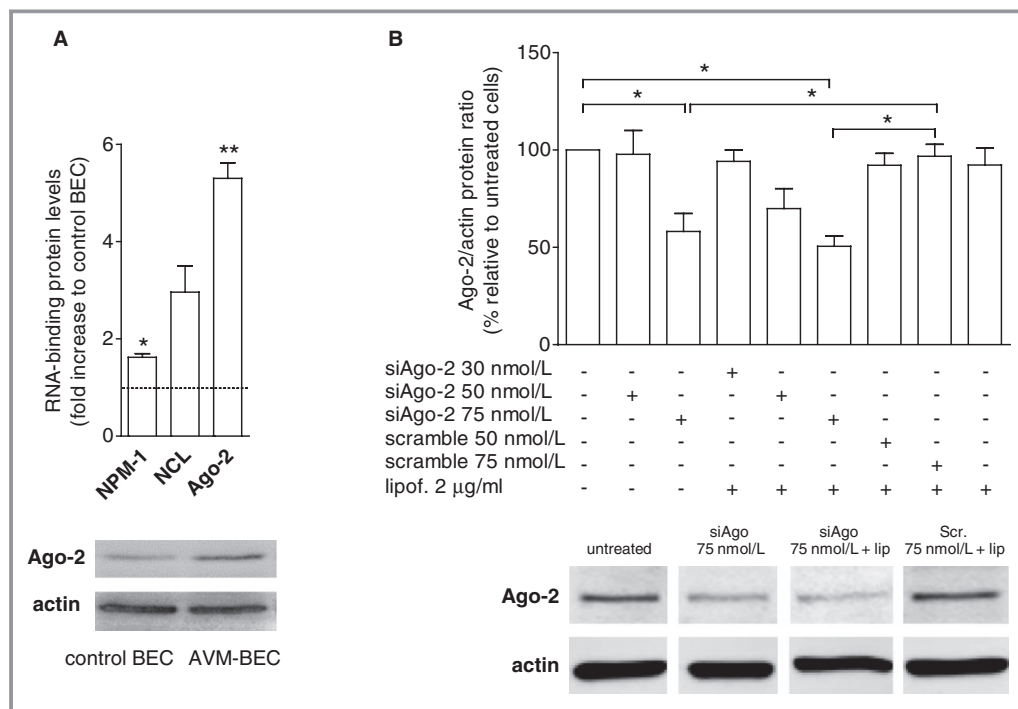 A
RNA-binding protein levels
(fold increase to control BEC)
8
6
4
2
0
*
**
NPM-1
NCL
Ago-2
Ago-2
actin
control BEC AVM-BEC
B
Ago-2/actin protein ratio
(% relative to untreated cells)
150
100
50
0
*
* *
*
siAgo-2 30 nmol/L - - - + - - - - -
siAgo-2 50 nmol/L - + - - + - - - -
siAgo-2 75 nmol/L - - + - - + - - -
scramble 50 nmol/L - - - - - - + - -
scramble 75 nmol/L - - - - - - - + -
lipof. 2 µg/ml - - - + + + + + +
untreated
siAgo
75 nmol/L
siAgo
75 nmol/L + lip
Scr.
75 nmol/L + lip
Ago-2
actin